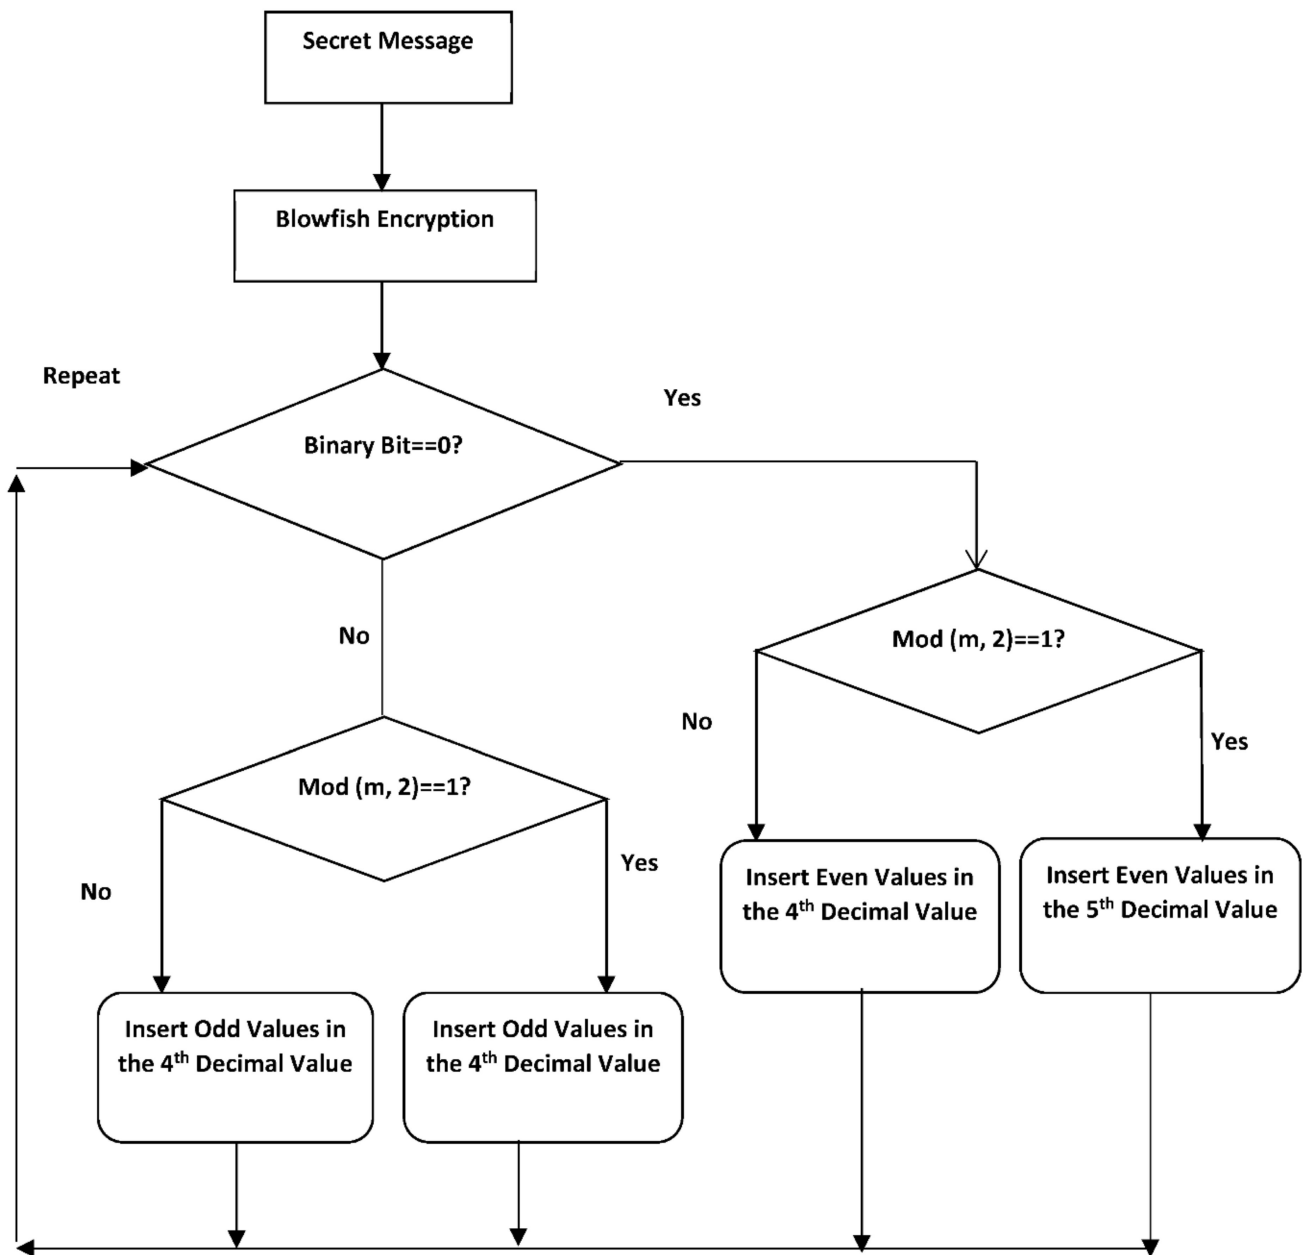 Secret Message
Blowfish Encryption
Repeat
Yes
Binary Bit==0?
No
Mod (m, 2)==1?
No
Yes
Mod (m, 2)==1?
No
Yes
Insert Even Values in
the 4th Decimal Value
Insert Even Values in
the 5th Decimal Value
Insert Odd Values in
the 4th Decimal Value
Insert Odd Values in
the 4th Decimal Value